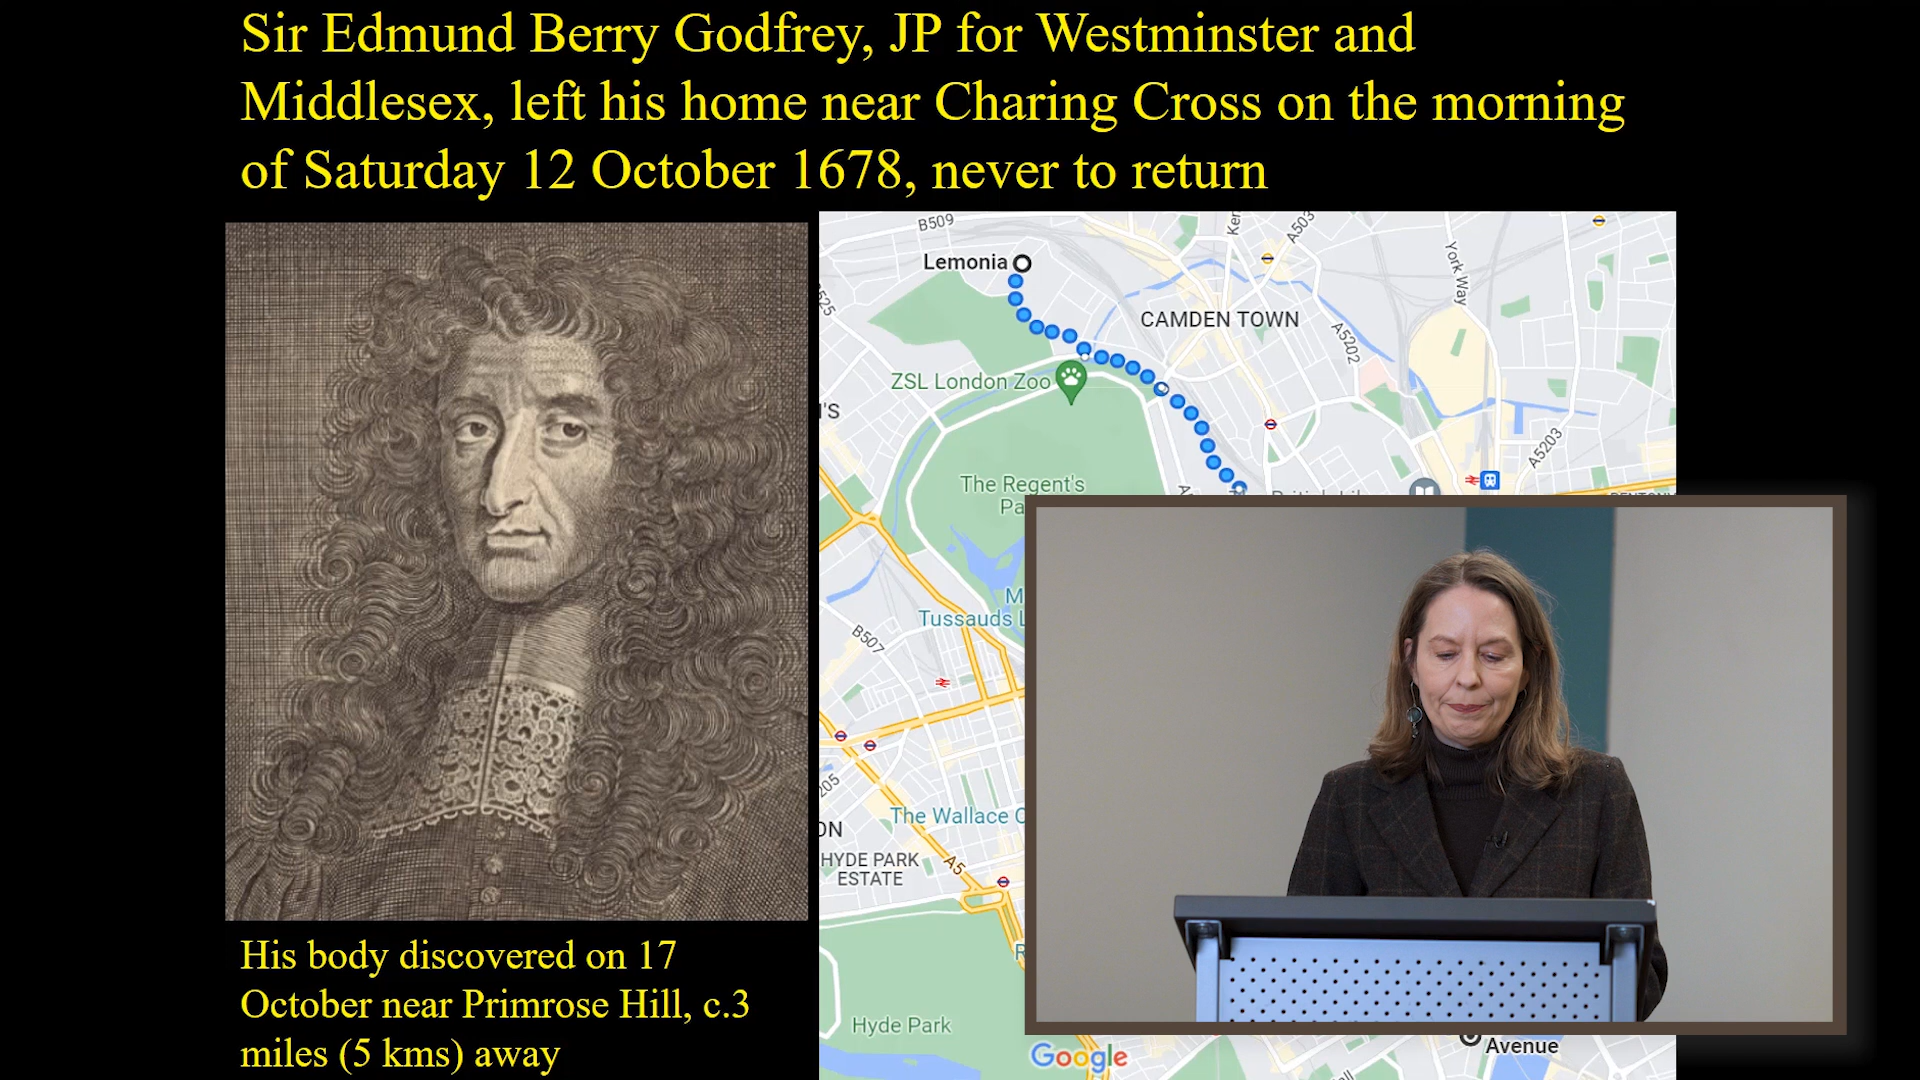 Sir Edmund Berry Godfrey, JP for Westminster and
Middlesex, left his home near Charing Cross on the morning
of Saturday 12 October 1678, never to return
B509
A503
York Way
Lemonia
CAMDEN TOWN
A5202
ZSL London Zoo
A5203
The Regent's
Tussauds
B507
The Wallace
HYDE PARK
ESTATE
A5
Hyde Park
Google
Avenue
His body discovered on 17
October near Primrose Hill, c.3
miles (5 kms) away